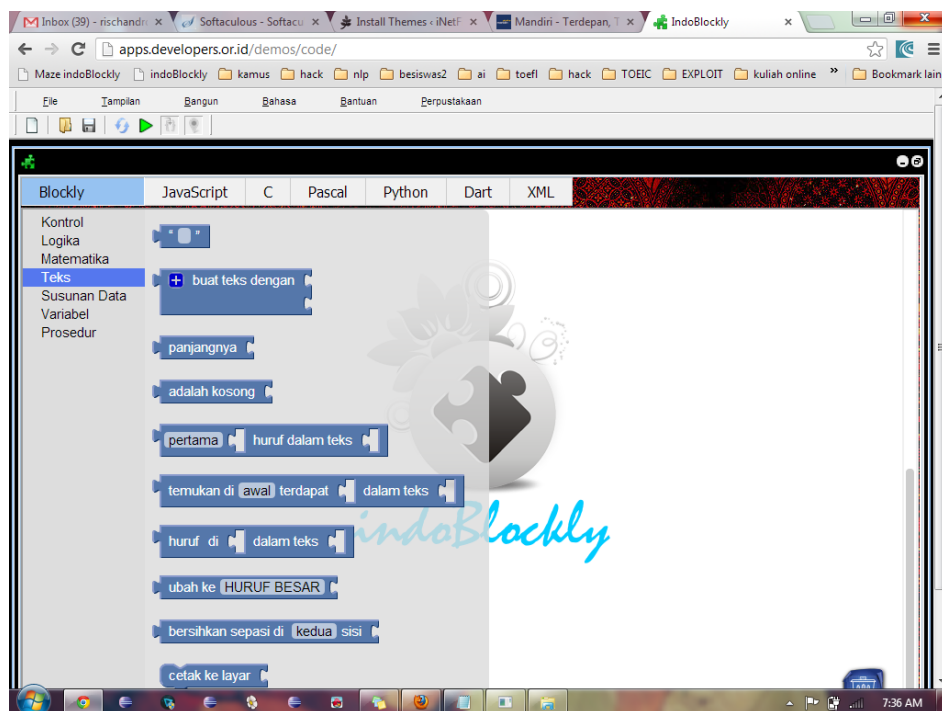 Inbox (39) - rischandr
Softaculous - Softacu
Install Themes ‹ iNetF
Mandiri - Terdepan, T
IndoBlockly
apps.developers.or.id/demos/code/
Maze indoBlockly indoBlockly kamus hack nlp besiswas2 ai toefl hack TOEIC EXPLOIT kuliah online » Bookmark lain
File Tampilan Bangun Bahasa Bantuan Perpustakaan
Blockly JavaScript C Pascal Python Dart XML
Kontrol
Logika
Matematika
Teks
Susunan Data
Variabel
Prosedur
“ ”
buat teks dengan
panjangnya
adalah kosong
pertama huruf dalam teks
temukan di awal terdapat dalam teks
huruf di dalam teks
ubah ke HURUF BESAR
bersihkan sepasi di kedua sisi
cetak ke layar
indoBlockly
7:36 AM